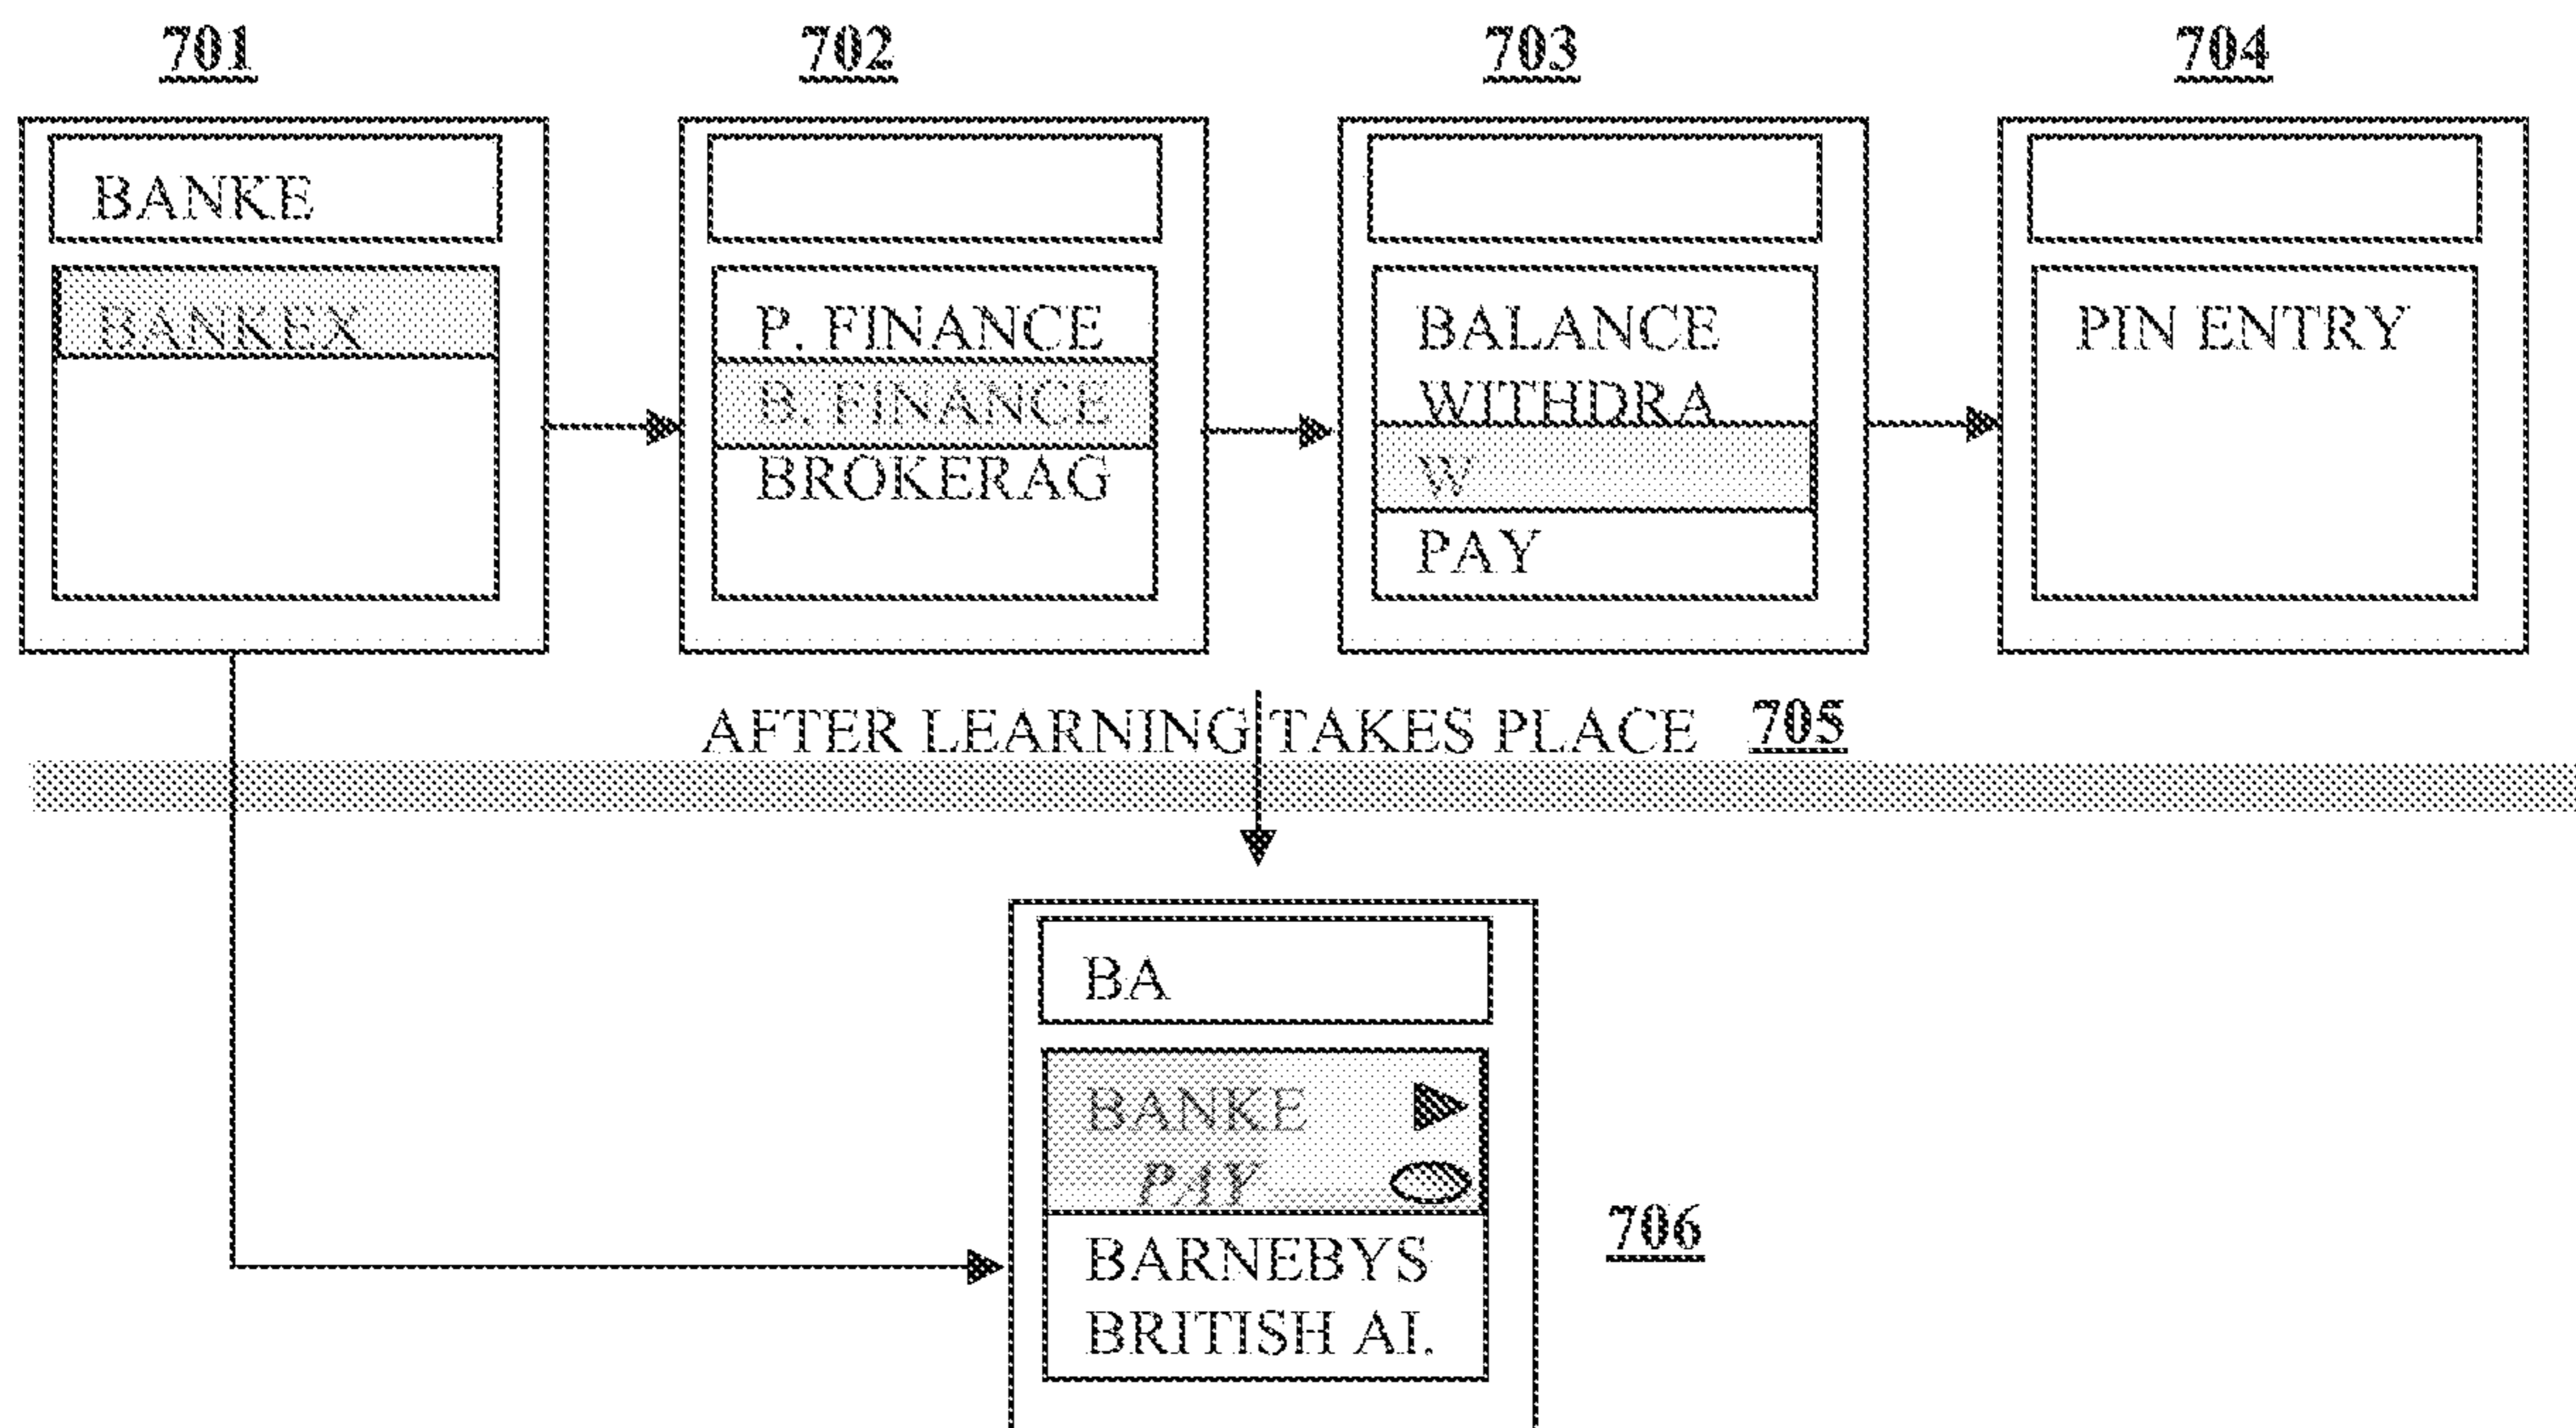 701
702
703
704
BANKE
BANKEX
P. FINANCE
B. FINANCE
BROKERAG
BALANCE
WITHDRA
W
PAY
PIN ENTRY
AFTER LEARNING TAKES PLACE 705
BA
BANKE
PAY
BARNEBYS
BRITISH AI.
706